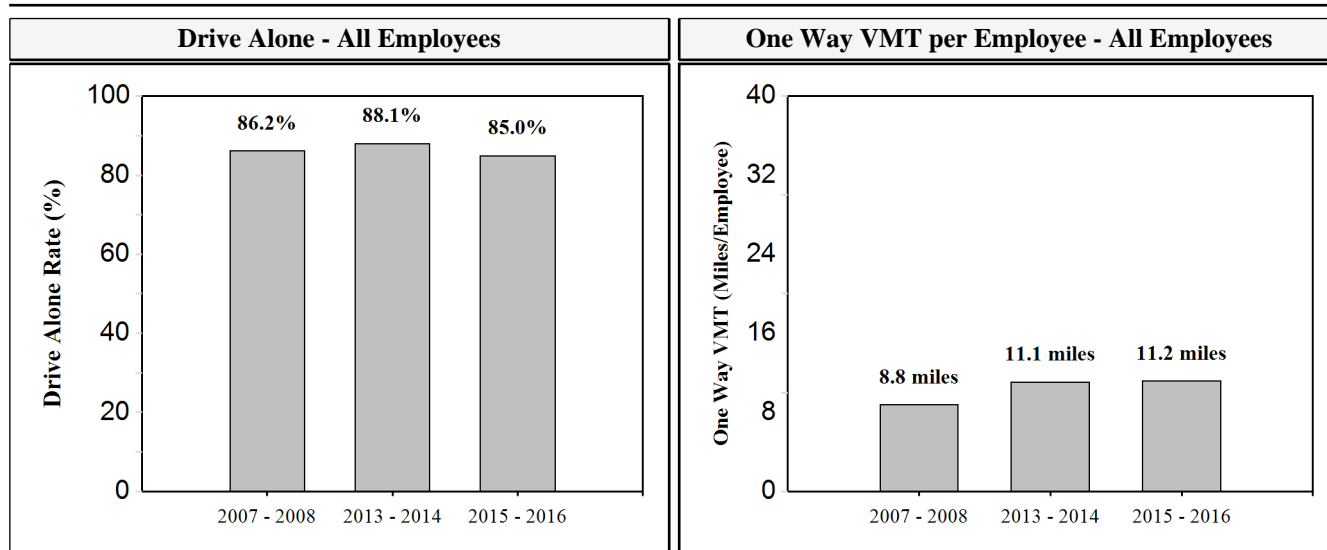 Drive Alone - All Employees
Drive Alone Rate (%)
100
80
60
40
20
0
86.2%
88.1%
85.0%
2007 - 2008
2013 - 2014
2015 - 2016
One Way VMT per Employee - All Employees
One Way VMT (Miles/Employee)
40
32
24
16
8
0
8.8 miles
11.1 miles
11.2 miles
2007 - 2008
2013 - 2014
2015 - 2016